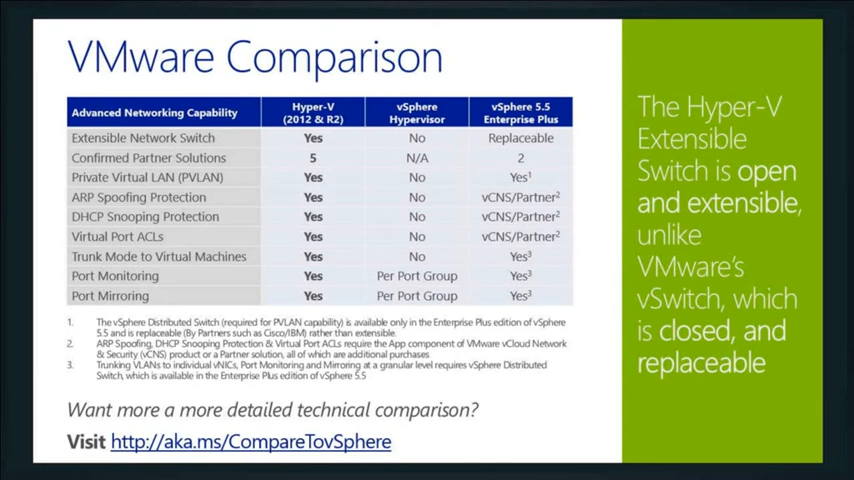 VMware Comparison
Advanced Networking Capability Hyper-V (2012 & R2) vSphere Hypervisor vSphere 5.5 Enterprise Plus
Extensible Network Switch Yes No Replaceable
Confirmed Partner Solutions 5 N/A 2
Private Virtual LAN (PVLAN) Yes No Yes1
ARP Spoofing Protection Yes No vCNS/Partner2
DHCP Snooping Protection Yes No vCNS/Partner2
Virtual Port ACLs Yes No vCNS/Partner2
Trunk Mode to Virtual Machines Yes No Yes3
Port Monitoring Yes Per Port Group Yes3
Port Mirroring Yes Per Port Group Yes3
1. The vSphere Distributed Switch (required for PVLAN capability) is available only in the Enterprise Plus edition of vSphere
5.5 and is replaceable (By Partners such as Cisco/IBM) rather than extensible.
2. ARP Spoofing, DHCP Snooping Protection & Virtual Port ACLs require the App component of VMware vCloud Network
& Security (vCNS) product or a Partner solution, all of which are additional purchases
3. Trunking VLANs to individual vNICs, Port Monitoring and Mirroring at a granular level requires vSphere Distributed
Switch, which is available in the Enterprise Plus edition of vSphere 5.5
Want more a more detailed technical comparison?
Visit http://aka.ms/CompareTovSphere
The Hyper-V
Extensible
Switch is open
and extensible,
unlike
VMware's
vSwitch, which
is closed, and
replaceable